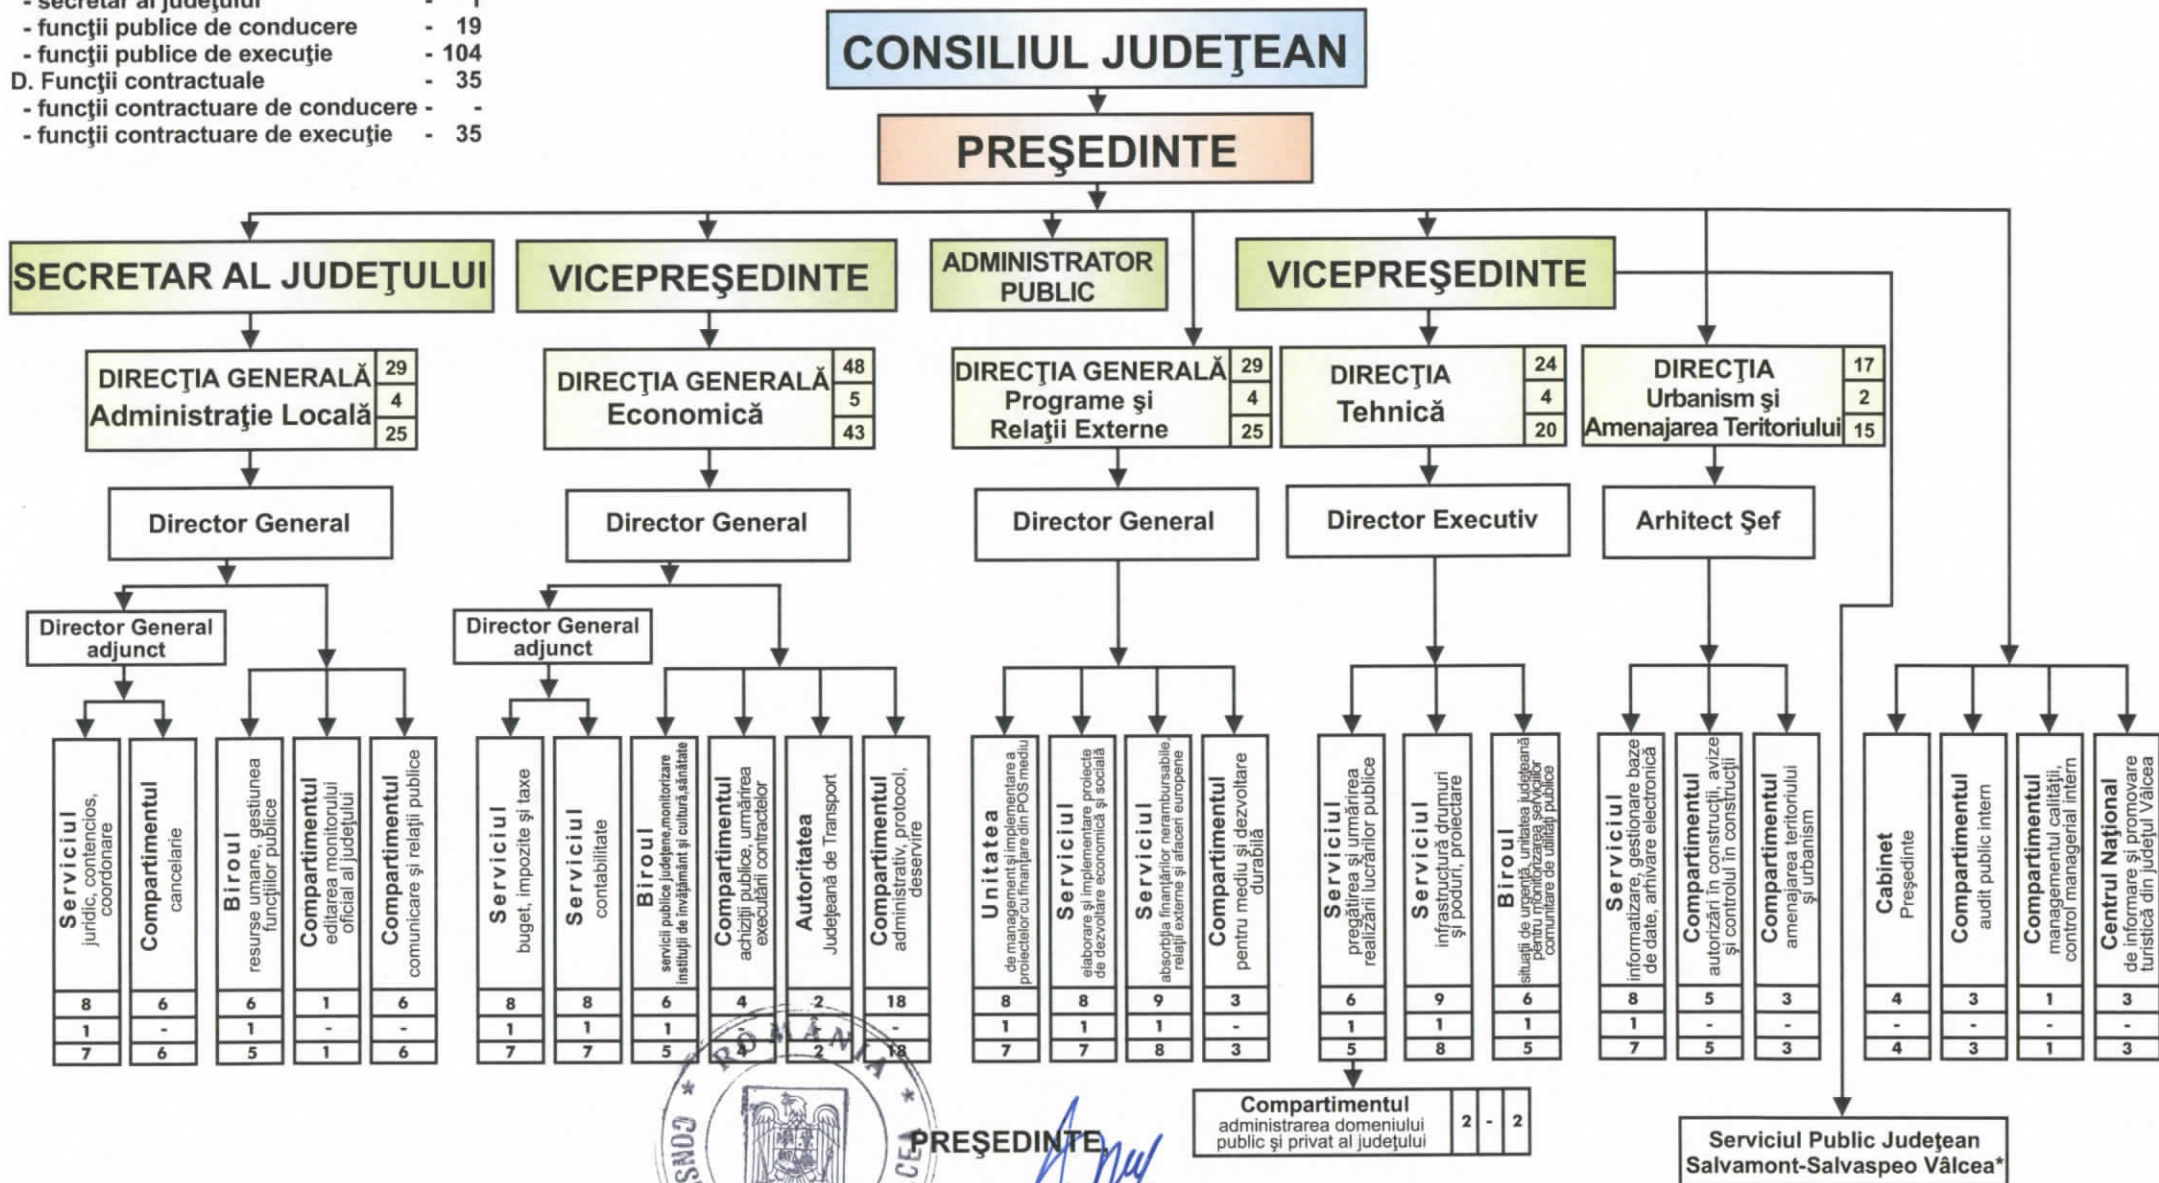 - secretar al judeţului - 1
- funcţii publice de conducere - 19
- funcţii publice de execuţie - 104
D. Funcţii contractuale - 35
- funcţii contractuare de conducere - -
- funcţii contractuare de execuţie - 35
CONSILIUL JUDEŢEAN
PREŞEDINTE
SECRETAR AL JUDEŢULUI
VICEPREŞEDINTE
ADMINISTRATOR
PUBLIC
VICEPREŞEDINTE
DIRECŢIA GENERALĂ
Administraţie Locală
29
4
25
DIRECŢIA GENERALĂ
Economică
48
5
43
DIRECŢIA GENERALĂ
Programe şi
Relaţii Externe
29
4
25
DIRECŢIA
Tehnică
24
4
20
DIRECŢIA
Urbanism şi
Amenajarea Teritoriului
17
2
15
Director General
Director General
Director General
Director Executiv
Arhitect Şef
Director General
adjunct
Director General
adjunct
Serviciul
juridic, contencios,
coordonare
8
1
7
Compartimentul
cancelarie
6
-
6
Biroul
resurse umane, gestiunea
funcţiilor publice
6
1
5
Compartimentul
editarea monitorului
oficial al judeţului
1
-
1
Compartimentul
comunicare şi relaţii publice
6
-
6
Serviciul
buget, impozite şi taxe
8
1
7
Serviciul
contabilitate
8
1
7
Biroul
servicii publice judeţene,monitorizare
instituţii de învăţământ şi cultură,sănătate
6
1
5
Compartimentul
achiziţii publice, urmărirea
executării contractelor
4
-
4
Autoritatea
Judeţeană de Transport
2
-
2
Compartimentul
administrativ, protocol,
deservire
18
-
18
Unitatea
de management şi implementare a
proiectelor cu finanţare din POS mediu
8
1
7
Serviciul
elaborare şi implementare proiecte
de dezvoltare economică şi socială
8
1
7
Serviciul
absorbţia finanţărilor nerambursabile,
relaţii externe şi afaceri europene
9
1
8
Compartimentul
pentru mediu şi dezvoltare
durabilă
3
-
3
Serviciul
pregătirea şi urmărirea
realizării lucrărilor publice
6
1
5
Serviciul
infrastructură drumuri
şi poduri, proiectare
9
1
8
Biroul
situaţii de urgenţă, unitatea judeţeană
pentru monitorizarea serviciilor
comunitare de utilităţi publice
6
1
5
Serviciul
informatizare, gestionare baze
de date, arhivare electronică
8
1
7
Compartimentul
autorizări în construcţii, avize
şi controlul în construcţii
5
-
5
Compartimentul
amenajarea teritoriului
şi urbanism
3
-
3
Cabinet
Preşedinte
4
-
4
Compartimentul
audit public intern
3
-
3
Compartimentul
managementul calităţii,
control managerial intern
1
-
1
Centrul Naţional
de informare şi promovare
turistică din judeţul Vâlcea
3
-
3
Compartimentul
administrarea domeniului
public şi privat al judeţului
2 - 2
Serviciul Public Judeţean
Salvamont-Salvaspeo Vâlcea*
* ROMÂNIA *
PREŞEDINTE,